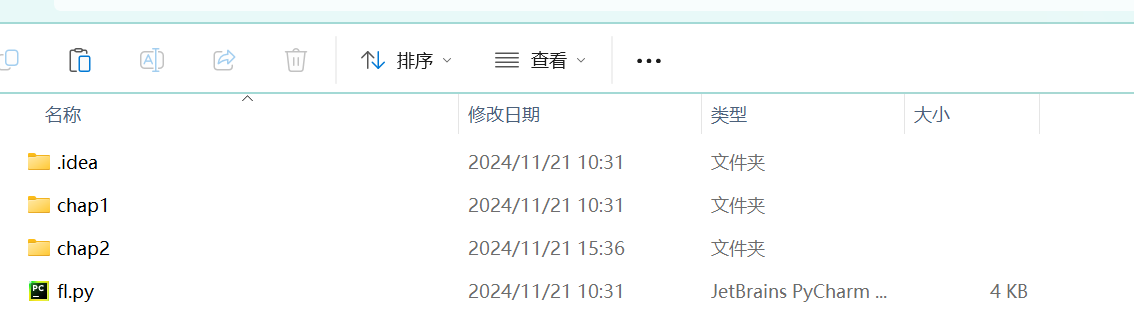 排序 查看
名称 修改日期 类型 大小
.idea 2024/11/21 10:31 文件夹
chap1 2024/11/21 10:31 文件夹
chap2 2024/11/21 15:36 文件夹
fl.py 2024/11/21 10:31 JetBrains PyCharm ... 4 KB